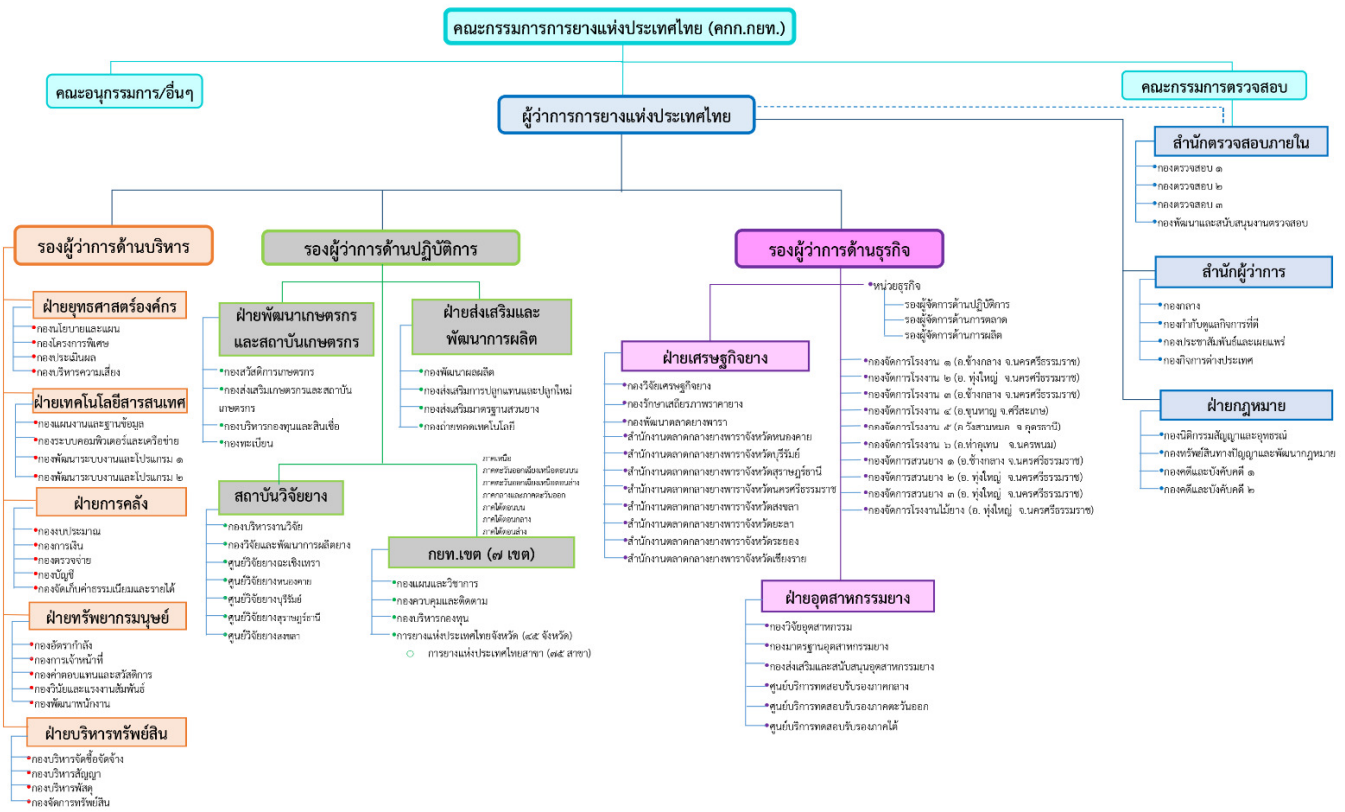 คณะกรรมการการยางแห่งประเทศไทย (คกก.กยท.)
คณะอนุกรรมการ/อื่นๆ
คณะกรรมการตรวจสอบ
ผู้ว่าการการยางแห่งประเทศไทย
สำนักตรวจสอบภายใน
กองตรวจสอบ ๑
กองตรวจสอบ ๒
กองตรวจสอบ ๓
กองพัฒนาและสนับสนุนงานตรวจสอบ
สำนักผู้ว่าการ
กองกลาง
กองกำกับดูแลกิจการที่ดี
กองประชาสัมพันธ์และเผยแพร่
กองกิจการต่างประเทศ
ฝ่ายกฎหมาย
กองนิติกรรมสัญญาและอุทธรณ์
กองทรัพย์สินทางปัญญาและพัฒนากฎหมาย
กองคดีและบังคับคดี ๑
กองคดีและบังคับคดี ๒
รองผู้ว่าการด้านบริหาร
ฝ่ายยุทธศาสตร์องค์กร
กองนโยบายและแผน
กองโครงการพิเศษ
กองประเมินผล
กองบริหารความเสี่ยง
ฝ่ายเทคโนโลยีสารสนเทศ
กองแผนงานและฐานข้อมูล
กองระบบคอมพิวเตอร์และเครือข่าย
กองพัฒนาระบบงานและโปรแกรม ๑
กองพัฒนาระบบงานและโปรแกรม ๒
ฝ่ายการคลัง
กองงบประมาณ
กองการเงิน
กองตรวจจ่าย
กองบัญชี
กองจัดเก็บค่าธรรมเนียมและรายได้
ฝ่ายทรัพยากรมนุษย์
กองอัตรากำลัง
กองการเจ้าหน้าที่
กองค่าตอบแทนและสวัสดิการ
กองวินัยและแรงงานสัมพันธ์
กองพัฒนาพนักงาน
ฝ่ายบริหารทรัพย์สิน
กองบริหารจัดซื้อจัดจ้าง
กองบริหารสัญญา
กองบริหารพัสดุ
กองจัดการทรัพย์สิน
รองผู้ว่าการด้านปฏิบัติการ
ฝ่ายพัฒนาเกษตรกร
และสถาบันเกษตรกร
กองสวัสดิการเกษตรกร
กองส่งเสริมเกษตรกรและสถาบัน
เกษตรกร
กองบริหารกองทุนและสินเชื่อ
กองทะเบียน
ฝ่ายส่งเสริมและ
พัฒนาการผลิต
กองพัฒนาผลผลิต
กองส่งเสริมการปลูกแทนและปลูกใหม่
กองส่งเสริมมาตรฐานสวนยาง
กองถ่ายทอดเทคโนโลยี
สถาบันวิจัยยาง
กองบริหารงานวิจัย
กองวิจัยและพัฒนาการผลิตยาง
ศูนย์วิจัยยางฉะเชิงเทรา
ศูนย์วิจัยยางหนองคาย
ศูนย์วิจัยยางบุรีรัมย์
ศูนย์วิจัยยางสุราษฎร์ธานี
ศูนย์วิจัยยางสงขลา
ภาคเหนือ
ภาคตะวันออกเฉียงเหนือตอนบน
ภาคตะวันออกเฉียงเหนือตอนล่าง
ภาคกลางและภาคตะวันออก
ภาคใต้ตอนบน
ภาคใต้ตอนกลาง
ภาคใต้ตอนล่าง
กยท.เขต (๗ เขต)
กองแผนและวิชาการ
กองควบคุมและติดตาม
กองบริหารกองทุน
การยางแห่งประเทศไทยจังหวัด (๔๕ จังหวัด)
การยางแห่งประเทศไทยสาขา (๗๕ สาขา)
รองผู้ว่าการด้านธุรกิจ
หน่วยธุรกิจ
รองผู้จัดการด้านปฏิบัติการ
รองผู้จัดการด้านการตลาด
รองผู้จัดการด้านการผลิต
ฝ่ายเศรษฐกิจยาง
กองวิจัยเศรษฐกิจยาง
กองรักษาเสถียรภาพราคายาง
กองพัฒนาตลาดยางพารา
สำนักงานตลาดกลางยางพาราจังหวัดหนองคาย
สำนักงานตลาดกลางยางพาราจังหวัดบุรีรัมย์
สำนักงานตลาดกลางยางพาราจังหวัดสุราษฎร์ธานี
สำนักงานตลาดกลางยางพาราจังหวัดนครศรีธรรมราช
สำนักงานตลาดกลางยางพาราจังหวัดสงขลา
สำนักงานตลาดกลางยางพาราจังหวัดยะลา
สำนักงานตลาดกลางยางพาราจังหวัดระยอง
สำนักงานตลาดกลางยางพาราจังหวัดเชียงราย
กองจัดการโรงงาน ๑ (อ.ช้างกลาง จ.นครศรีธรรมราช)
กองจัดการโรงงาน ๒ (อ. ทุ่งใหญ่ จ.นครศรีธรรมราช)
กองจัดการโรงงาน ๓ (อ.ช้างกลาง จ.นครศรีธรรมราช)
กองจัดการโรงงาน ๔ (อ.ขุนหาญ จ.ศรีสะเกษ)
กองจัดการโรงงาน ๕ (อ.วังสามหมอ จ.อุดรธานี)
กองจัดการโรงงาน ๖ (อ.ท่าอุเทน จ.นครพนม)
กองจัดการสวนยาง ๑ (อ.ช้างกลาง จ.นครศรีธรรมราช)
กองจัดการสวนยาง ๒ (อ. ทุ่งใหญ่ จ.นครศรีธรรมราช)
กองจัดการสวนยาง ๓ (อ. ทุ่งใหญ่ จ.นครศรีธรรมราช)
กองจัดการโรงงานไม้ยาง (อ. ทุ่งใหญ่ จ.นครศรีธรรมราช)
ฝ่ายอุตสาหกรรมยาง
กองวิจัยอุตสาหกรรม
กองมาตรฐานอุตสาหกรรมยาง
กองส่งเสริมและสนับสนุนอุตสาหกรรมยาง
ศูนย์บริการทดสอบรับรองภาคกลาง
ศูนย์บริการทดสอบรับรองภาคตะวันออก
ศูนย์บริการทดสอบรับรองภาคใต้